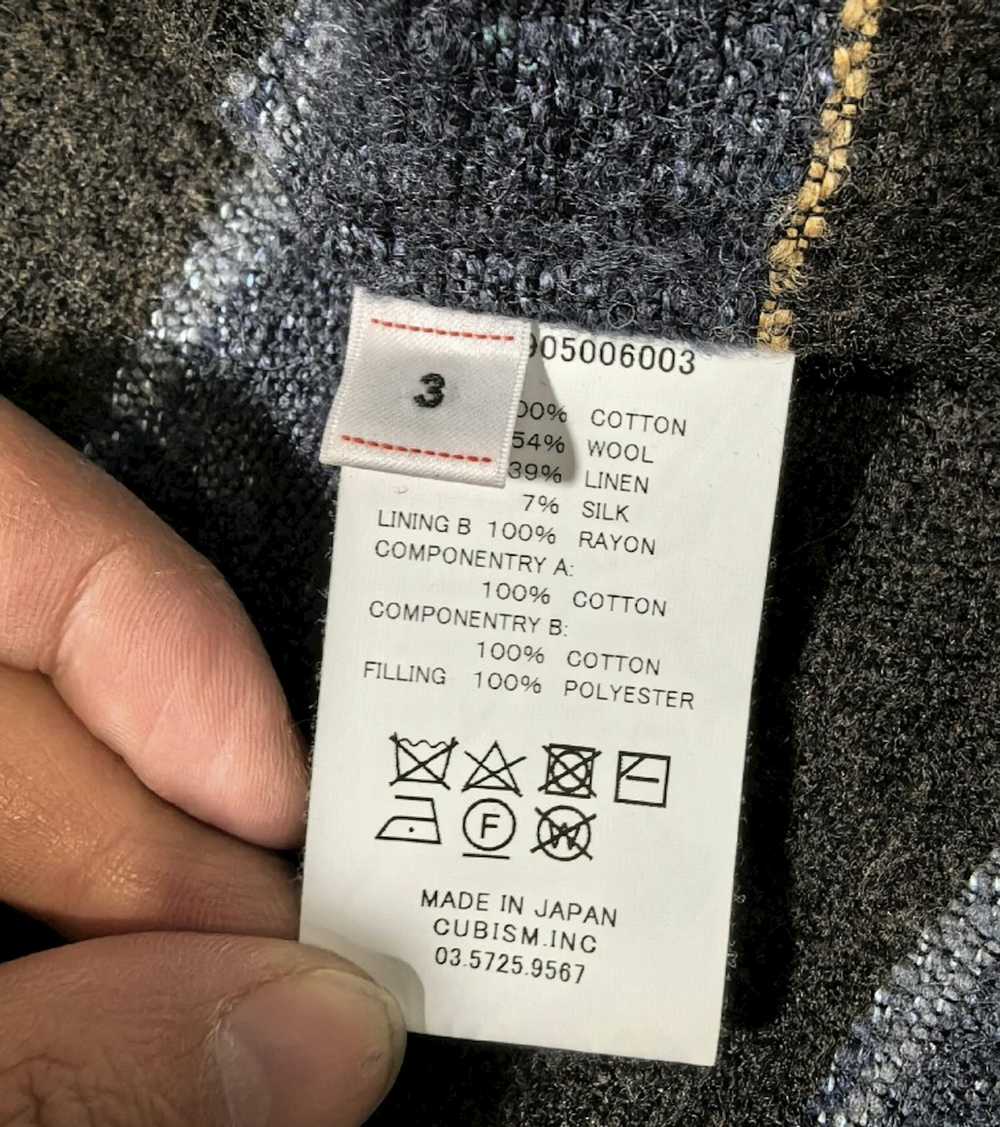 3
905006003
00% COTTON
54% WOOL
39% LINEN
7% SILK
LINING B 100% RAYON
COMPONENTRY A:
100% COTTON
COMPONENTRY B:
100% COTTON
FILLING 100% POLYESTER
F
W
MADE IN JAPAN
CUBISM.INC
03.5725.9567